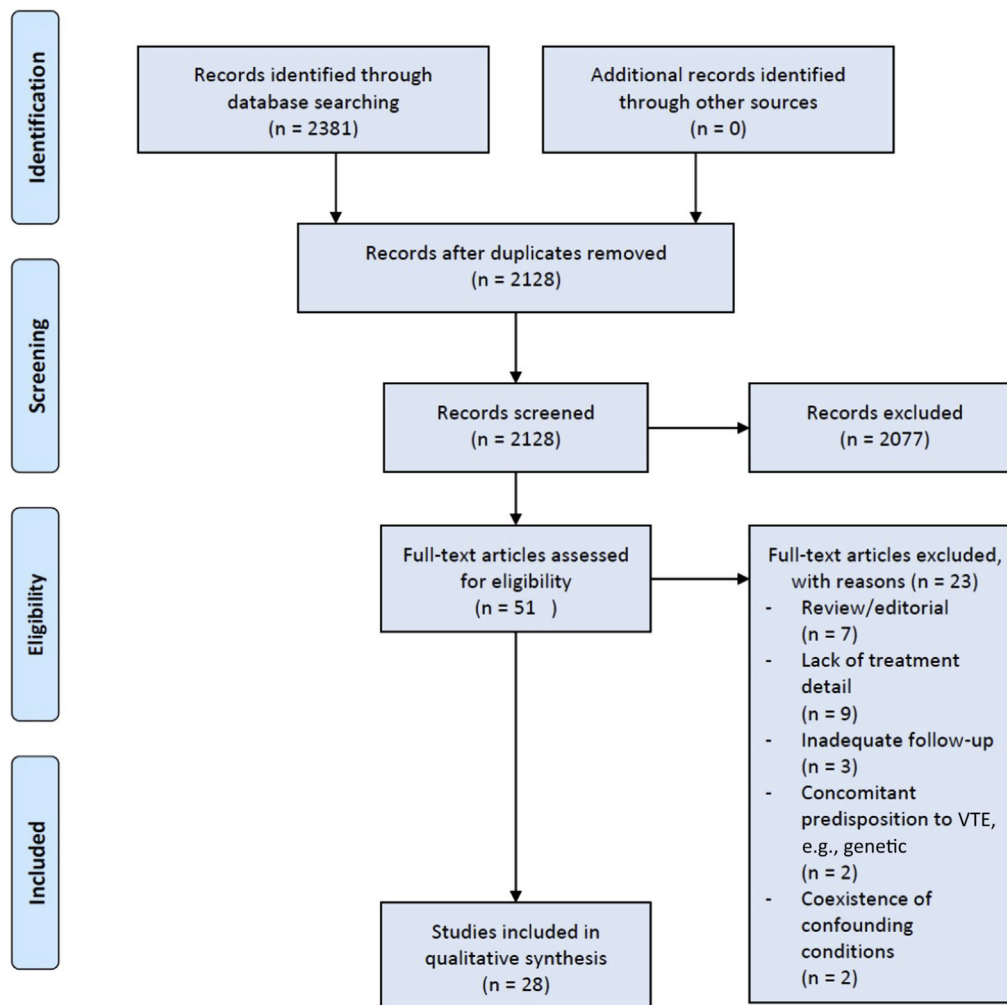 Identification
Records identified through
database searching
(n = 2381)
Additional records identified
through other sources
(n = 0)
Records after duplicates removed
(n = 2128)
Screening
Records screened
(n = 2128)
Records excluded
(n = 2077)
Eligibility
Full-text articles assessed
for eligibility
(n = 51   )
Full-text articles excluded,
with reasons (n = 23)
- Review/editorial
(n = 7)
- Lack of treatment
detail
(n = 9)
- Inadequate follow-up
(n = 3)
- Concomitant
predisposition to VTE,
e.g., genetic
(n = 2)
- Coexistence of
confounding
conditions
(n = 2)
Included
Studies included in
qualitative synthesis
(n = 28)